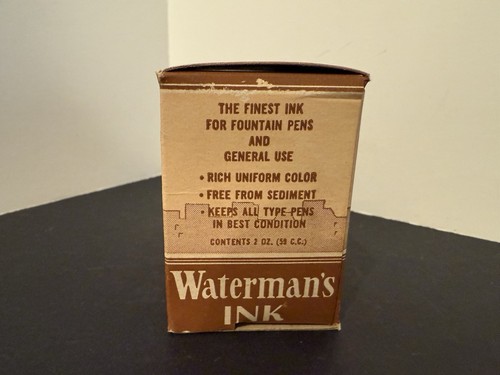 THE FINEST INK
FOR FOUNTAIN PENS
AND
GENERAL USE
• RICH UNIFORM COLOR
• FREE FROM SEDIMENT
• KEEPS ALL TYPE PENS
IN BEST CONDITION
CONTENTS 2 OZ. (59 C.C.)
Waterman's
INK